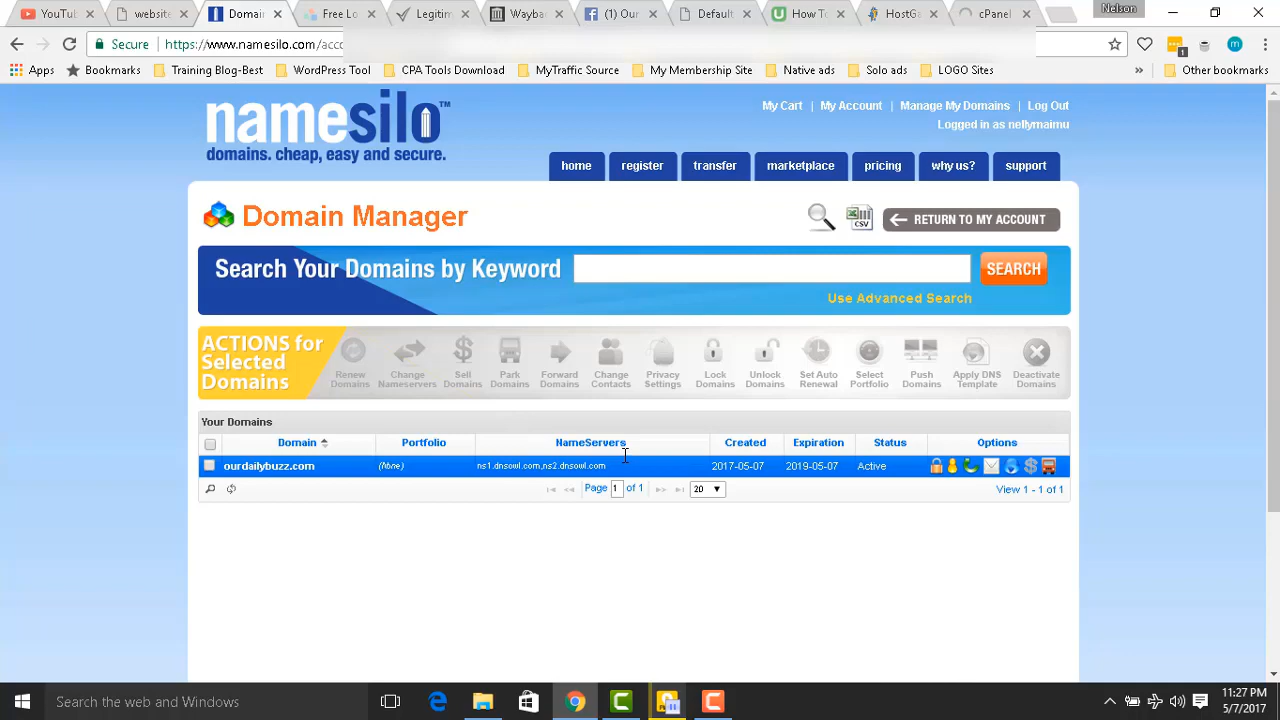 YouTub
website
Domain
Free Lo
Legitim
Waybac
(1) Our
Default
How To
Hosti
cPanel
Nelson
Secure
https://www.namesilo.com/acco
1
m
Apps
Bookmarks
Training Blog-Best
WordPress Tool
CPA Tools Download
MyTraffic Source
My Membership Site
Native ads
Solo ads
LOGO Sites
»
Other bookmarks
namesilo™
domains. cheap, easy and secure.
My Cart | My Account | Manage My Domains | Log Out
Logged in as nellymaimu
home
register
transfer
marketplace
pricing
why us?
support
Domain Manager
CSV
RETURN TO MY ACCOUNT
Search Your Domains by Keyword
SEARCH
Use Advanced Search
ACTIONS for
Selected
Domains
Renew
Domains
Change
Nameservers
Sell
Domains
Park
Domains
Forward
Domains
Change
Contacts
Privacy
Settings
Lock
Domains
Unlock
Domains
Set Auto
Renewal
Select
Portfolio
Push
Domains
Apply DNS
Template
Deactivate
Domains
Your Domains
Domain
Portfolio
NameServers
Created
Expiration
Status
Options
ourdailybuzz.com
(None)
ns1.dnsowl.com,ns2.dnsowl.com
2017-05-07
2019-05-07
Active
Page 1 of 1
20
View 1 - 1 of 1
Search the web and Windows
11:27 PM
5/7/2017